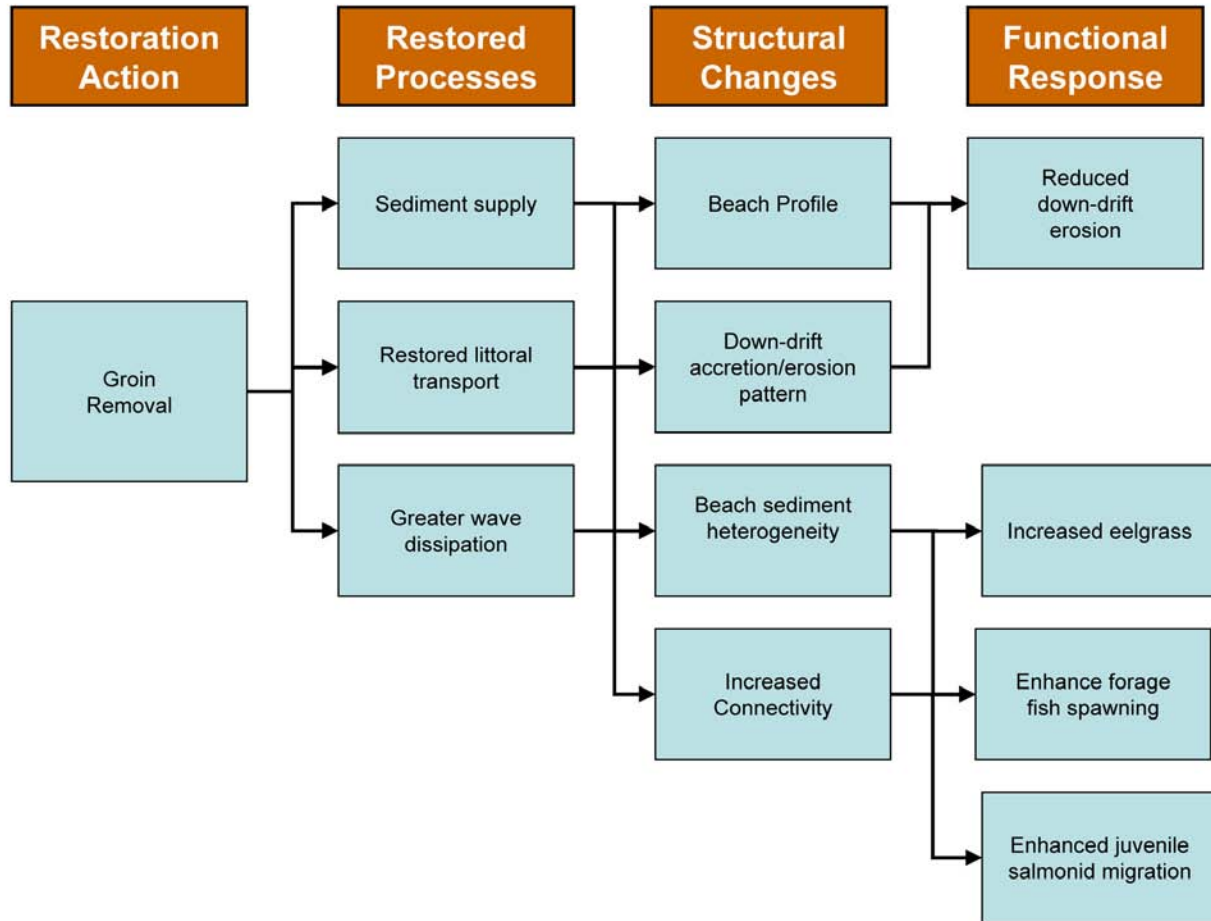 Restoration
Action
Restored
Processes
Structural
Changes
Functional
Response
Groin
Removal
Sediment supply
Restored littoral
transport
Greater wave
dissipation
Beach Profile
Down-drift
accretion/erosion
pattern
Beach sediment
heterogeneity
Increased
Connectivity
Reduced
down-drift
erosion
Increased eelgrass
Enhance forage
fish spawning
Enhanced juvenile
salmonid migration